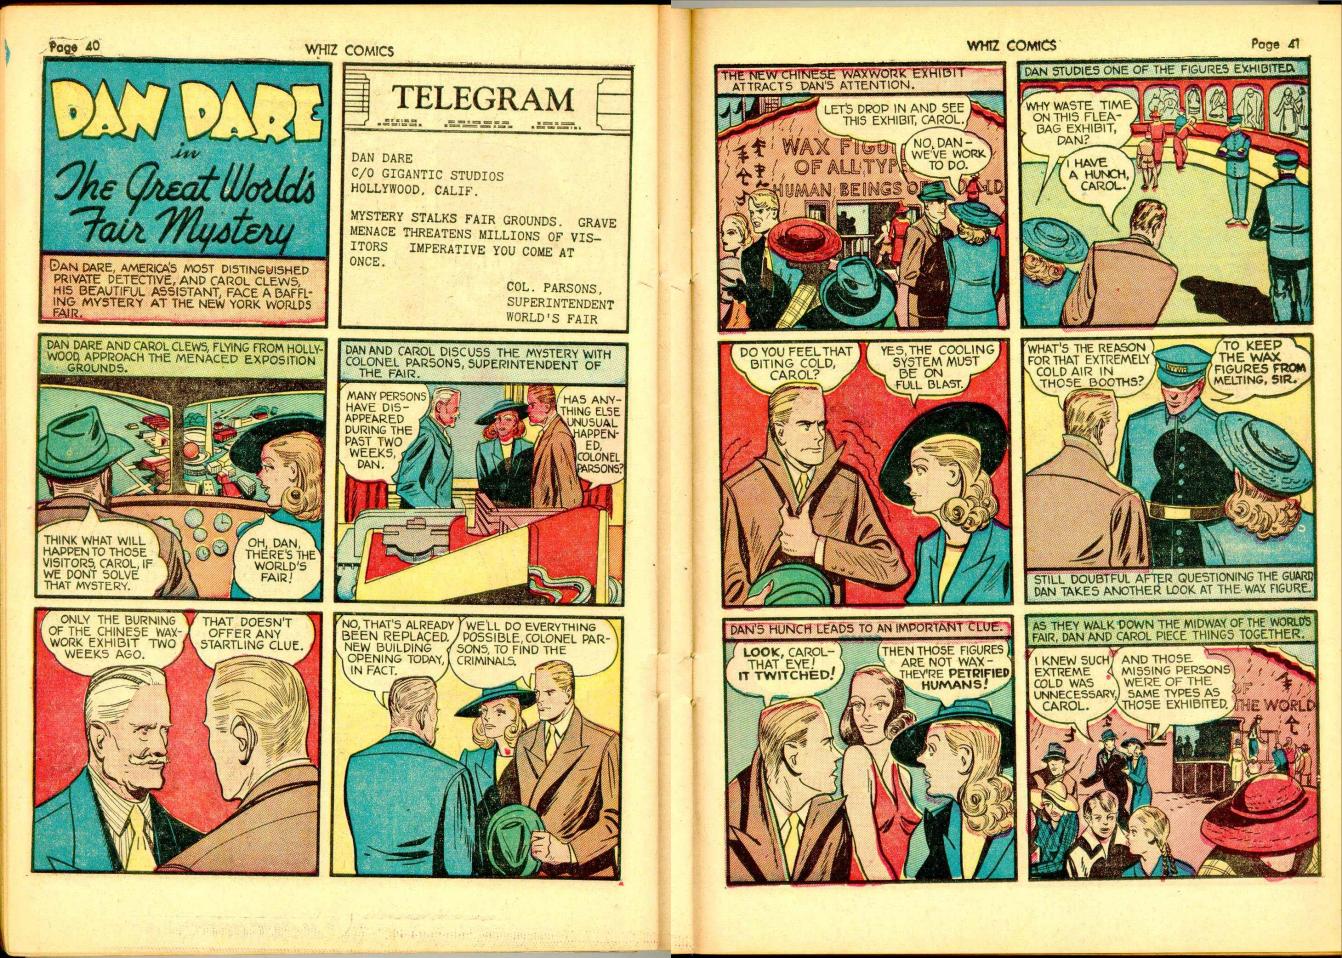 Page 40
WHIZ COMICS
DAN DARE
in
The Great World's
Fair Mystery
DAN DARE, AMERICA'S MOST DISTINGUISHED
PRIVATE DETECTIVE, AND CAROL CLEWS,
HIS BEAUTIFUL ASSISTANT, FACE A BAFFL-
ING MYSTERY AT THE NEW YORK WORLDS
FAIR.
TELEGRAM
DAN DARE
C/O GIGANTIC STUDIOS
HOLLYWOOD, CALIF.
MYSTERY STALKS FAIR GROUNDS. GRAVE
MENACE THREATENS MILLIONS OF VIS-
ITORS IMPERATIVE YOU COME AT
ONCE.
COL. PARSONS,
SUPERINTENDENT
WORLD'S FAIR
DAN DARE AND CAROL CLEWS, FLYING FROM HOLLY-
WOOD, APPROACH THE MENACED EXPOSITION
GROUNDS.
THINK WHAT WILL
HAPPEN TO THOSE
VISITORS, CAROL, IF
WE DON'T SOLVE
THAT MYSTERY.
OH, DAN,
THERE'S THE
WORLD'S
FAIR!
DAN AND CAROL DISCUSS THE MYSTERY WITH
COLONEL PARSONS, SUPERINTENDENT OF
THE FAIR.
MANY PERSONS
HAVE DIS-
APPEARED
DURING THE
PAST TWO
WEEKS,
DAN.
HAS ANY-
THING ELSE
UNUSUAL
HAPPEN-
ED,
COLONEL
PARSONS?
ONLY THE BURNING
OF THE CHINESE WAX-
WORK EXHIBIT TWO
WEEKS AGO.
THAT DOESN'T
OFFER ANY
STARTLING CLUE.
NO, THAT'S ALREADY
BEEN REPLACED.
NEW BUILDING
OPENING TODAY,
IN FACT.
WE'LL DO EVERYTHING
POSSIBLE, COLONEL PAR-
SONS, TO FIND THE
CRIMINALS.
WHIZ COMICS
Page 41
THE NEW CHINESE WAXWORK EXHIBIT
ATTRACTS DAN'S ATTENTION.
LET'S DROP IN AND SEE
THIS EXHIBIT, CAROL.
NO, DAN-
WE'VE WORK
TO DO.
WAX FIGU
OF ALL TYP
HUMAN BEINGS OF LD
DAN STUDIES ONE OF THE FIGURES EXHIBITED.
WHY WASTE TIME
ON THIS FLEA-
BAG EXHIBIT,
DAN?
I HAVE
A HUNCH,
CAROL.
DO YOU FEEL THAT
BITING COLD,
CAROL?
YES, THE COOLING
SYSTEM MUST
BE ON
FULL BLAST.
WHAT'S THE REASON
FOR THAT EXTREMELY
COLD AIR IN
THOSE BOOTHS?
TO KEEP
THE WAX
FIGURES FROM
MELTING, SIR.
STILL DOUBTFUL AFTER QUESTIONING THE GUARD,
DAN TAKES ANOTHER LOOK AT THE WAX FIGURE.
DAN'S HUNCH LEADS TO AN IMPORTANT CLUE.
LOOK, CAROL-
THAT EYE!
IT TWITCHED!
THEN THOSE FIGURES
ARE NOT WAX-
THEY'RE PETRIFIED
HUMANS!
AS THEY WALK DOWN THE MIDWAY OF THE WORLD'S
FAIR, DAN AND CAROL PIECE THINGS TOGETHER.
I KNEW SUCH
EXTREME
COLD WAS
UNNECESSARY,
CAROL.
AND THOSE
MISSING PERSONS
WERE OF THE
SAME TYPES AS
THOSE EXHIBITED.
OF
THE WORLD